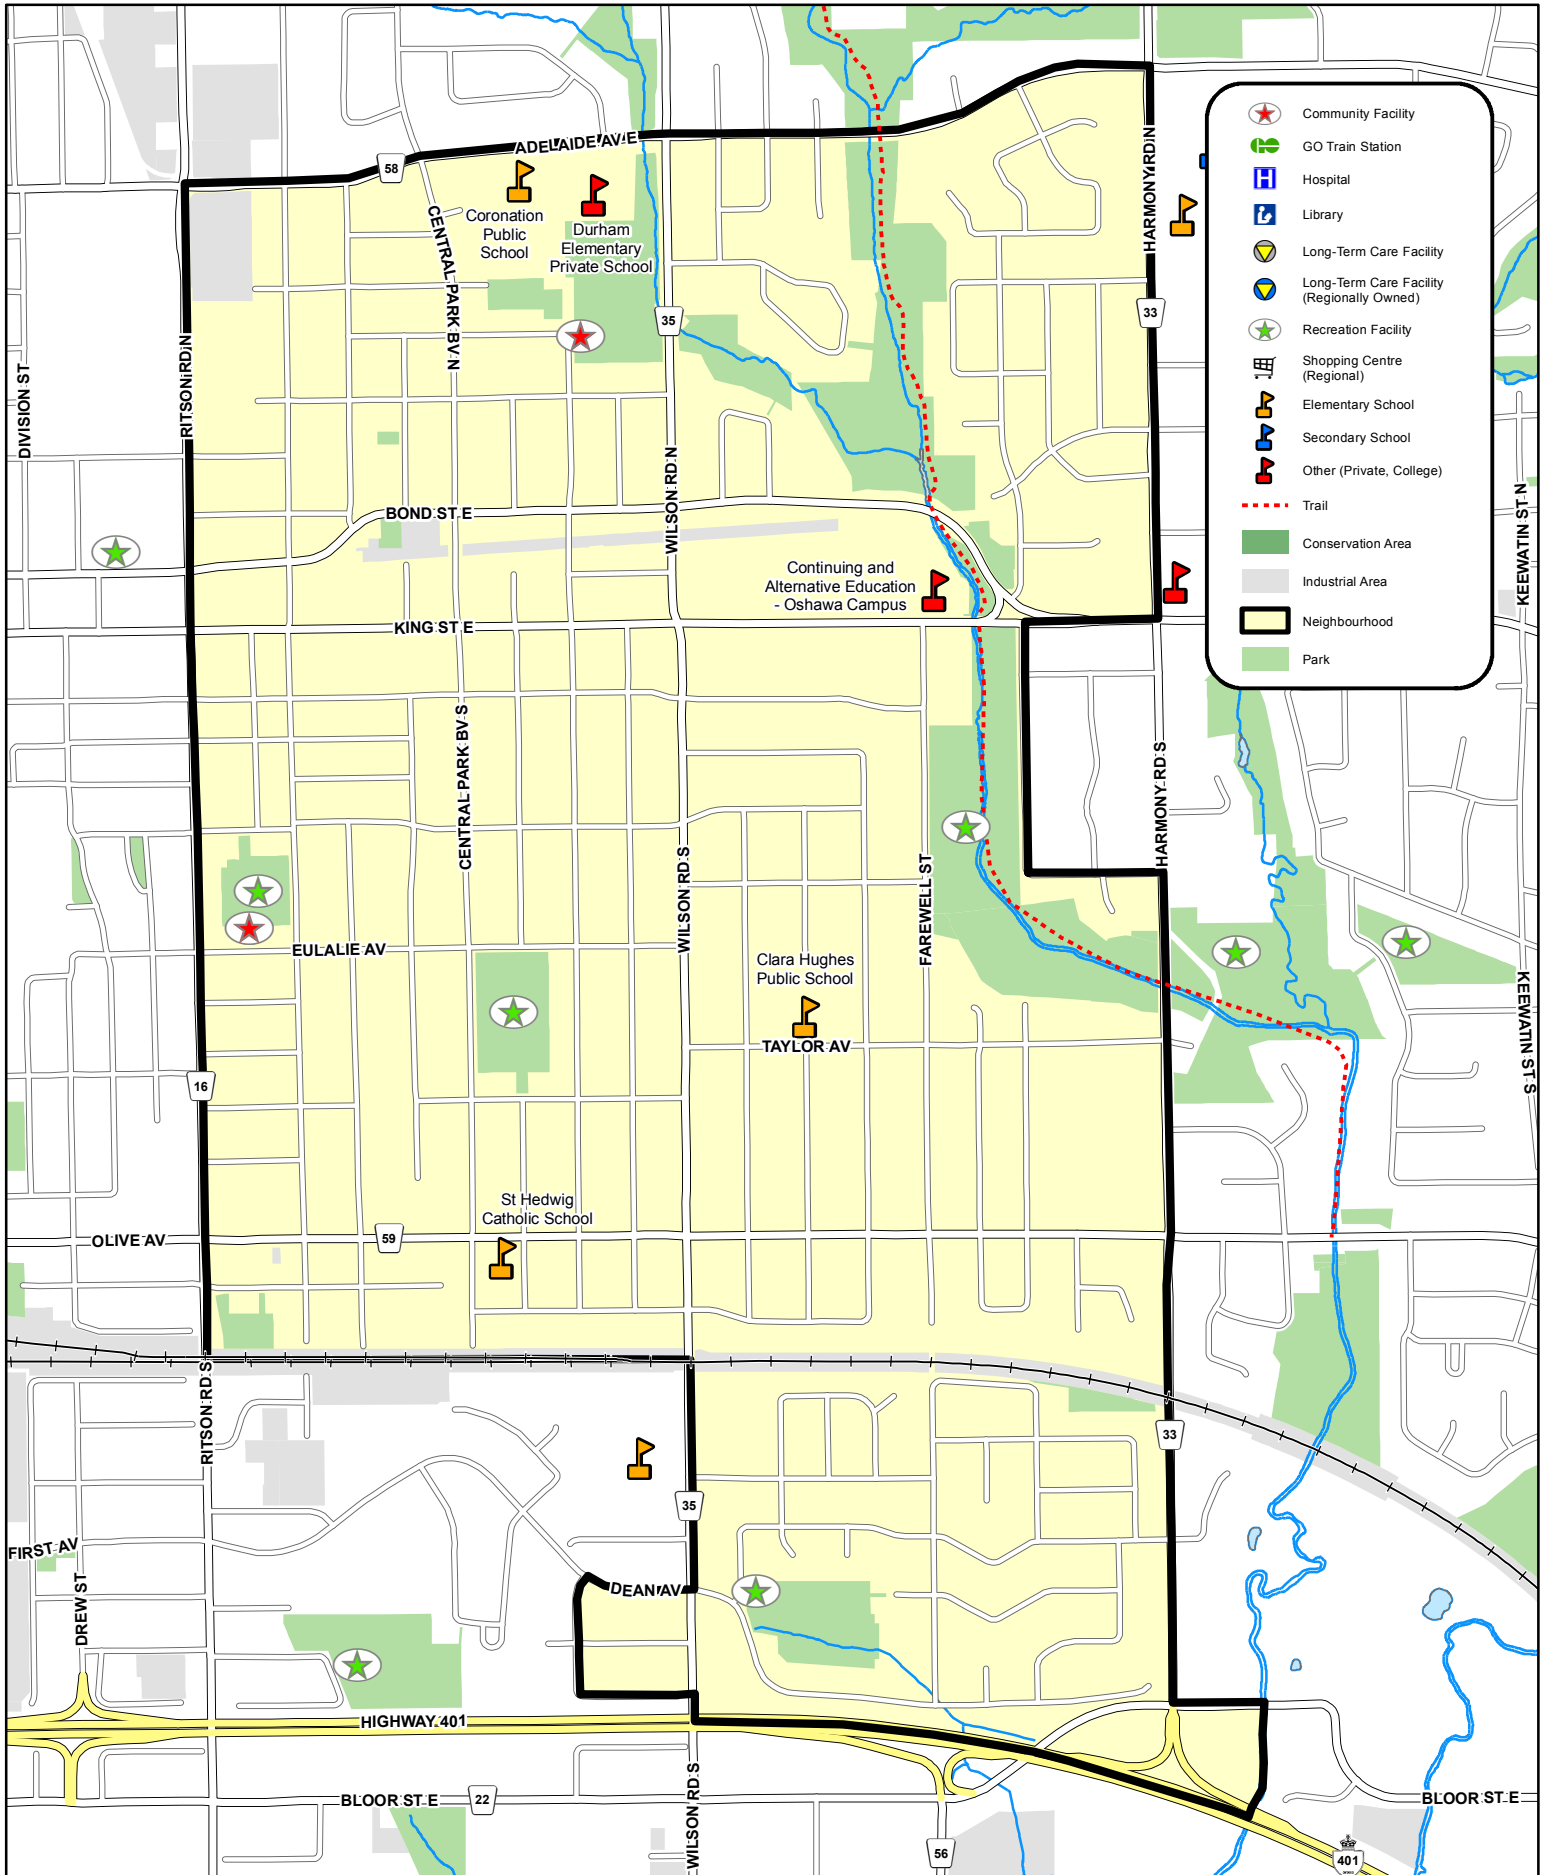 ADELAIDE AV E
58
CENTRAL PARK BV N
Coronation
Public
School
Durham
Elementary
Private School
HARMONY RD N
Community Facility
GO Train Station
H
Hospital
Library
Long-Term Care Facility
Long-Term Care Facility
(Regionally Owned)
Recreation Facility
Shopping Centre
(Regional)
Elementary School
Secondary School
Other (Private, College)
Trail
Conservation Area
Industrial Area
Neighbourhood
Park
35
33
DIVISION ST
RITSON RD N
WILSON RD N
BOND ST E
KEEWATIN ST N
Continuing and
Alternative Education
- Oshawa Campus
KING ST E
CENTRAL PARK BV S
HARMONY RD S
WILSON RD S
FAREWELL ST
EULALIE AV
Clara Hughes
Public School
KEEWATIN ST S
TAYLOR AV
16
St Hedwig
Catholic School
OLIVE AV
59
RITSON RD S
33
35
FIRST AV
DEAN AV
DREW ST
HIGHWAY 401
BLOOR ST E
22
BLOOR ST E
WILSON RD S
56
401